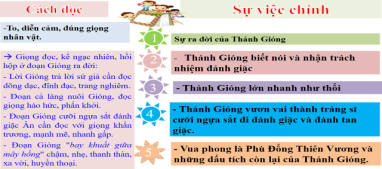 Cách đọc
-To, diễn cảm, đúng giọng
nhân vật.
→ Giọng đọc, kể ngạc nhiên, hồi
hộp ở đoạn Gióng ra đời:
- Lời Gióng trả lời sứ giả cần đọc
dõng dạc, đĩnh đạc, trang nghiêm.
- Đoạn cả làng nuôi Gióng, đọc
giọng hào hức, phấn khởi.
- Đoạn Gióng cưỡi ngựa sắt đánh
giặc Ân cần đọc với giọng khẩn
trương, mạnh mẽ, nhanh gấp.
- Đoạn Gióng "bay khuất giữa
mây hồng" chậm, nhẹ, thanh thản,
xa vời, huyền thoại.
Sự việc chính
1
Sự ra đời của Thánh Gióng
2
- Thánh Gióng biết nói và nhận trách
nhiệm đánh giặc
3
- Thánh Gióng lớn nhanh như thổi
4
- Thánh Gióng vươn vai thành tráng sĩ
cưỡi ngựa sắt đi đánh giặc và đánh tan
giặc.
5
- Vua phong là Phù Đổng Thiên Vương và
những dấu tích còn lại của Thánh Gióng.